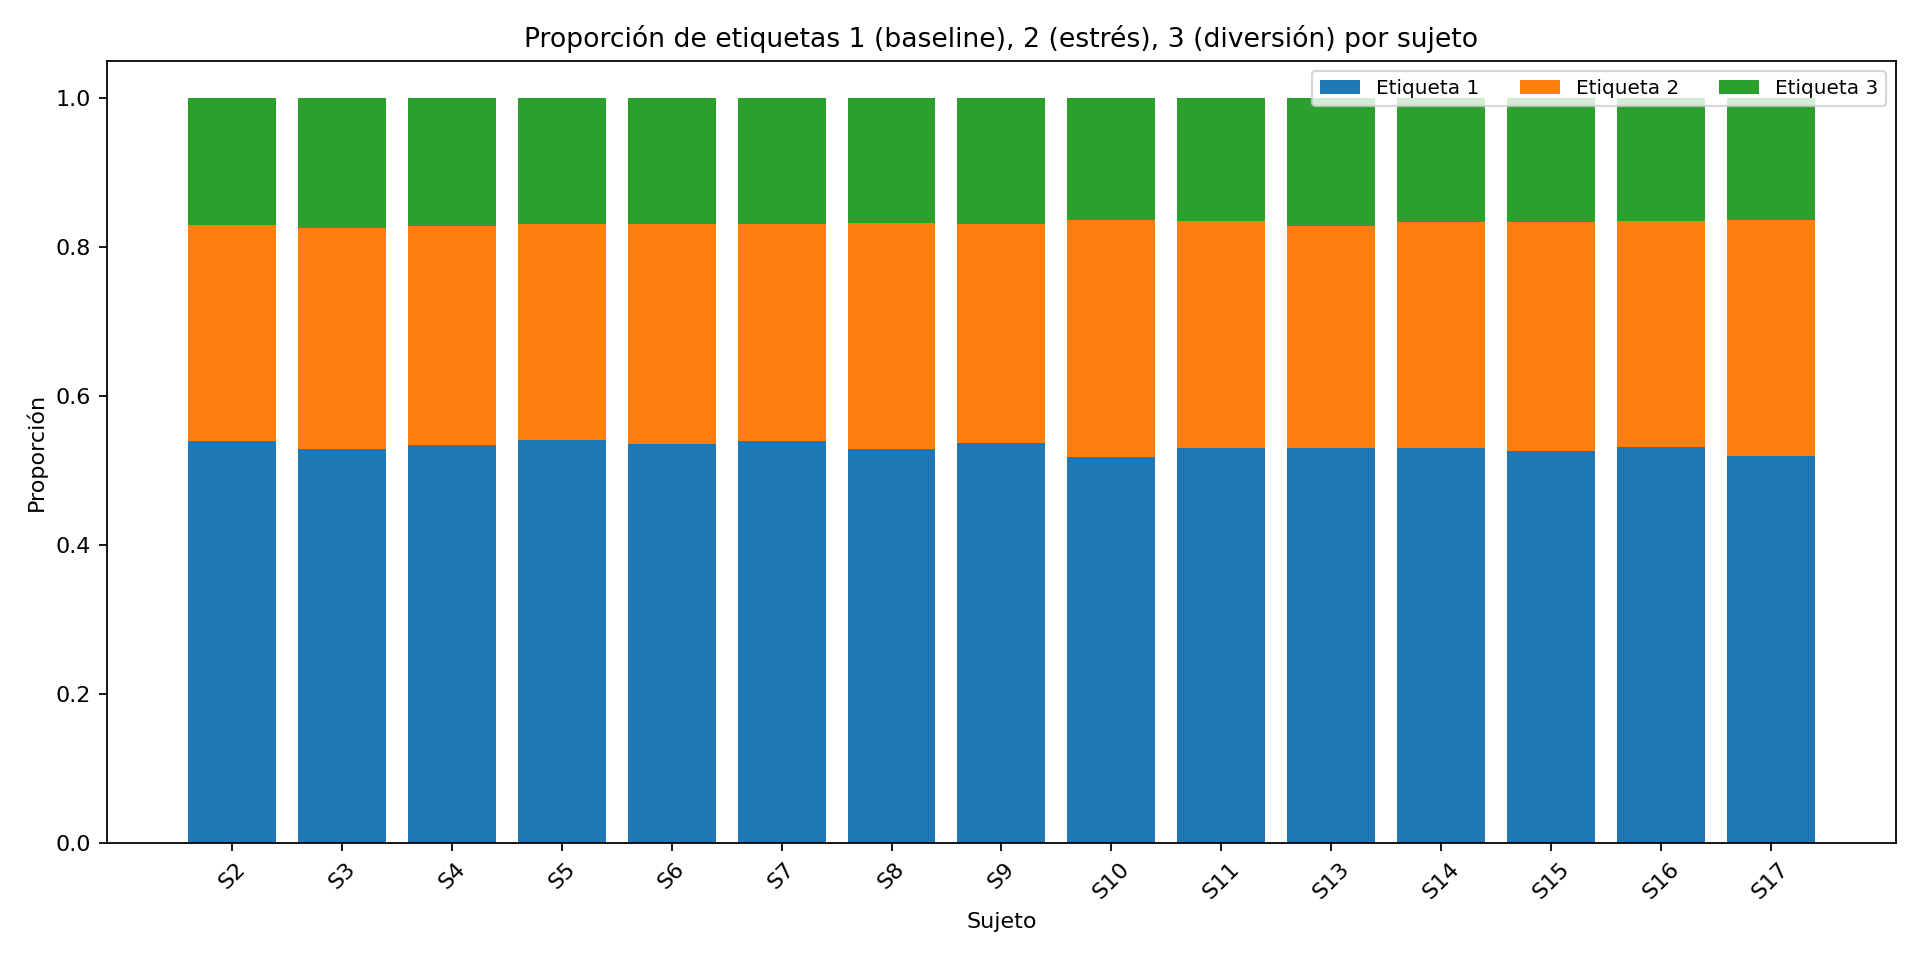 Proporción de etiquetas 1 (baseline), 2 (estrés), 3 (diversión) por sujeto
Etiqueta 1 Etiqueta 2 Etiqueta 3
Proporción
1.0
0.8
0.6
0.4
0.2
0.0
S2 S3 S4 S5 S6 S7 S8 S9 S10 S11 S13 S14 S15 S16 S17
Sujeto